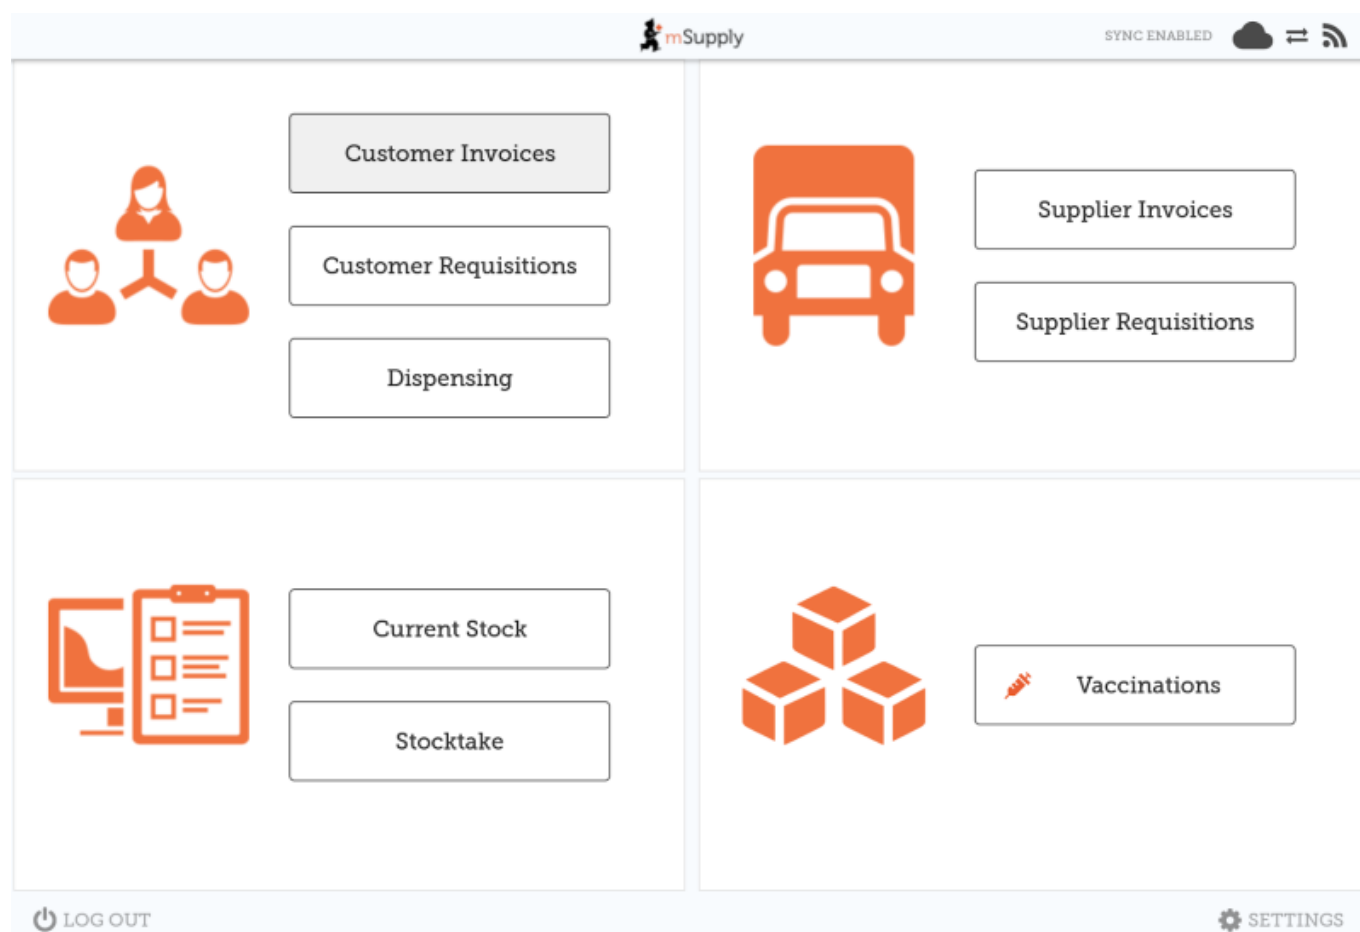 mSupply
SYNC ENABLED
Customer Invoices
Customer Requisitions
Dispensing
Supplier Invoices
Supplier Requisitions
Current Stock
Stocktake
Vaccinations
LOG OUT
SETTINGS